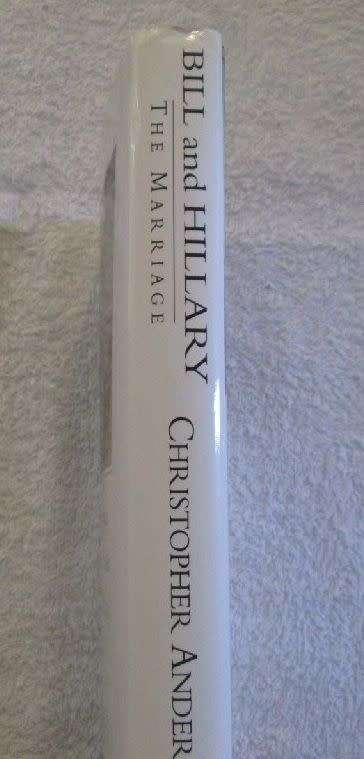 BILL and HILLARY
THE MARRIAGE
CHRISTOPHER ANDER